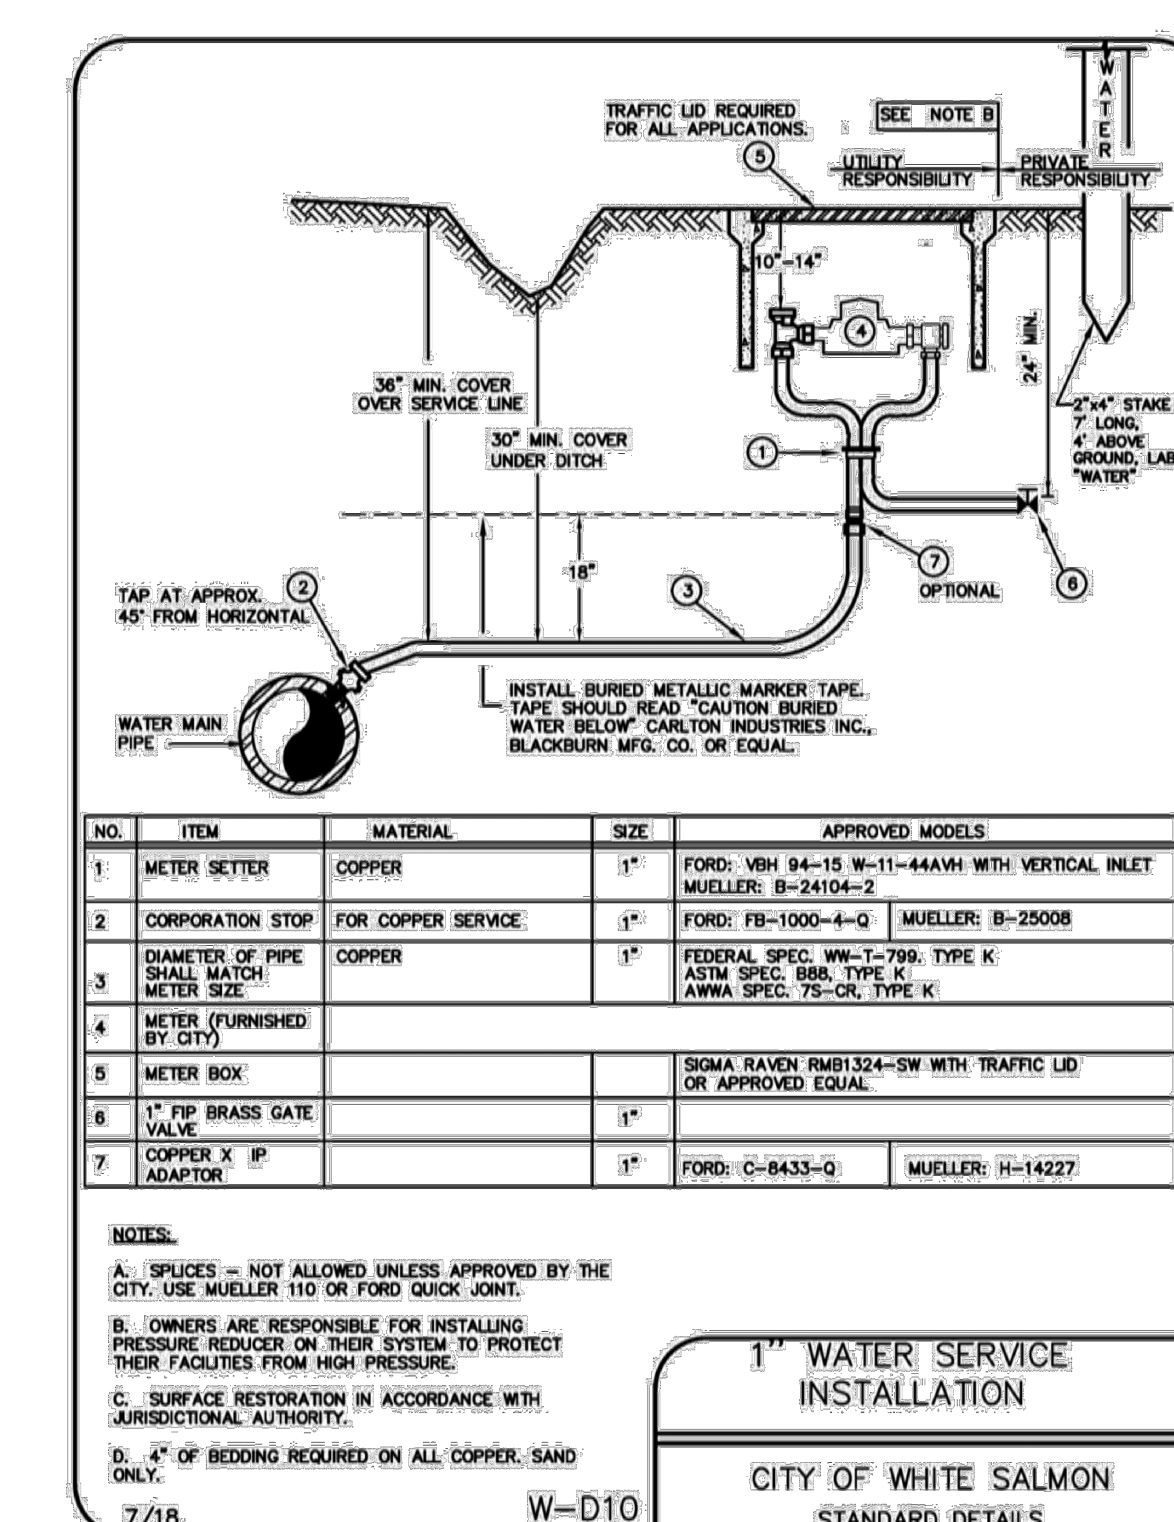 WATER
TRAFFIC LID REQUIRED
FOR ALL APPLICATIONS.
SEE NOTE B
5
UTILITY
RESPONSIBILITY
PRIVATE
RESPONSIBILITY
10"-14"
4
24" MIN.
36" MIN. COVER
OVER SERVICE LINE
30" MIN. COVER
UNDER DITCH
1
2"x4" STAKE
7' LONG,
4' ABOVE
GROUND, LAB
"WATER"
18"
7
OPTIONAL
6
2
3
TAP AT APPROX.
45° FROM HORIZONTAL
INSTALL BURIED METALLIC MARKER TAPE.
TAPE SHOULD READ "CAUTION BURIED
WATER BELOW" CARLTON INDUSTRIES INC.,
BLACKBURN MFG. CO. OR EQUAL.
WATER MAIN
PIPE
NO. ITEM MATERIAL SIZE APPROVED MODELS
1 METER SETTER COPPER 1" FORD: VBH 94-15 W-11-44AVH WITH VERTICAL INLET
MUELLER: B-24104-2
2 CORPORATION STOP FOR COPPER SERVICE 1" FORD: FB-1000-4-Q MUELLER: B-25008
3 DIAMETER OF PIPE COPPER 1" FEDERAL SPEC. WW-T-799. TYPE K
SHALL MATCH ASTM SPEC. B88, TYPE K
METER SIZE AWWA SPEC. 7S-CR, TYPE K
4 METER (FURNISHED
BY CITY)
5 METER BOX SIGMA RAVEN RMB1324-SW WITH TRAFFIC LID
OR APPROVED EQUAL
6 1" FIP BRASS GATE 1"
VALVE
7 COPPER X IP 1" FORD: C-8433-Q MUELLER: H-14227
ADAPTOR
NOTES:
A. SPLICES - NOT ALLOWED UNLESS APPROVED BY THE
CITY. USE MUELLER 110 OR FORD QUICK JOINT.
B. OWNERS ARE RESPONSIBLE FOR INSTALLING
PRESSURE REDUCER ON THEIR SYSTEM TO PROTECT
THEIR FACILITIES FROM HIGH PRESSURE.
C. SURFACE RESTORATION IN ACCORDANCE WITH
JURISDICTIONAL AUTHORITY.
D. 4" OF BEDDING REQUIRED ON ALL COPPER. SAND
ONLY.
7/18
W-D10
1" WATER SERVICE
INSTALLATION
CITY OF WHITE SALMON
STANDARD DETAILS